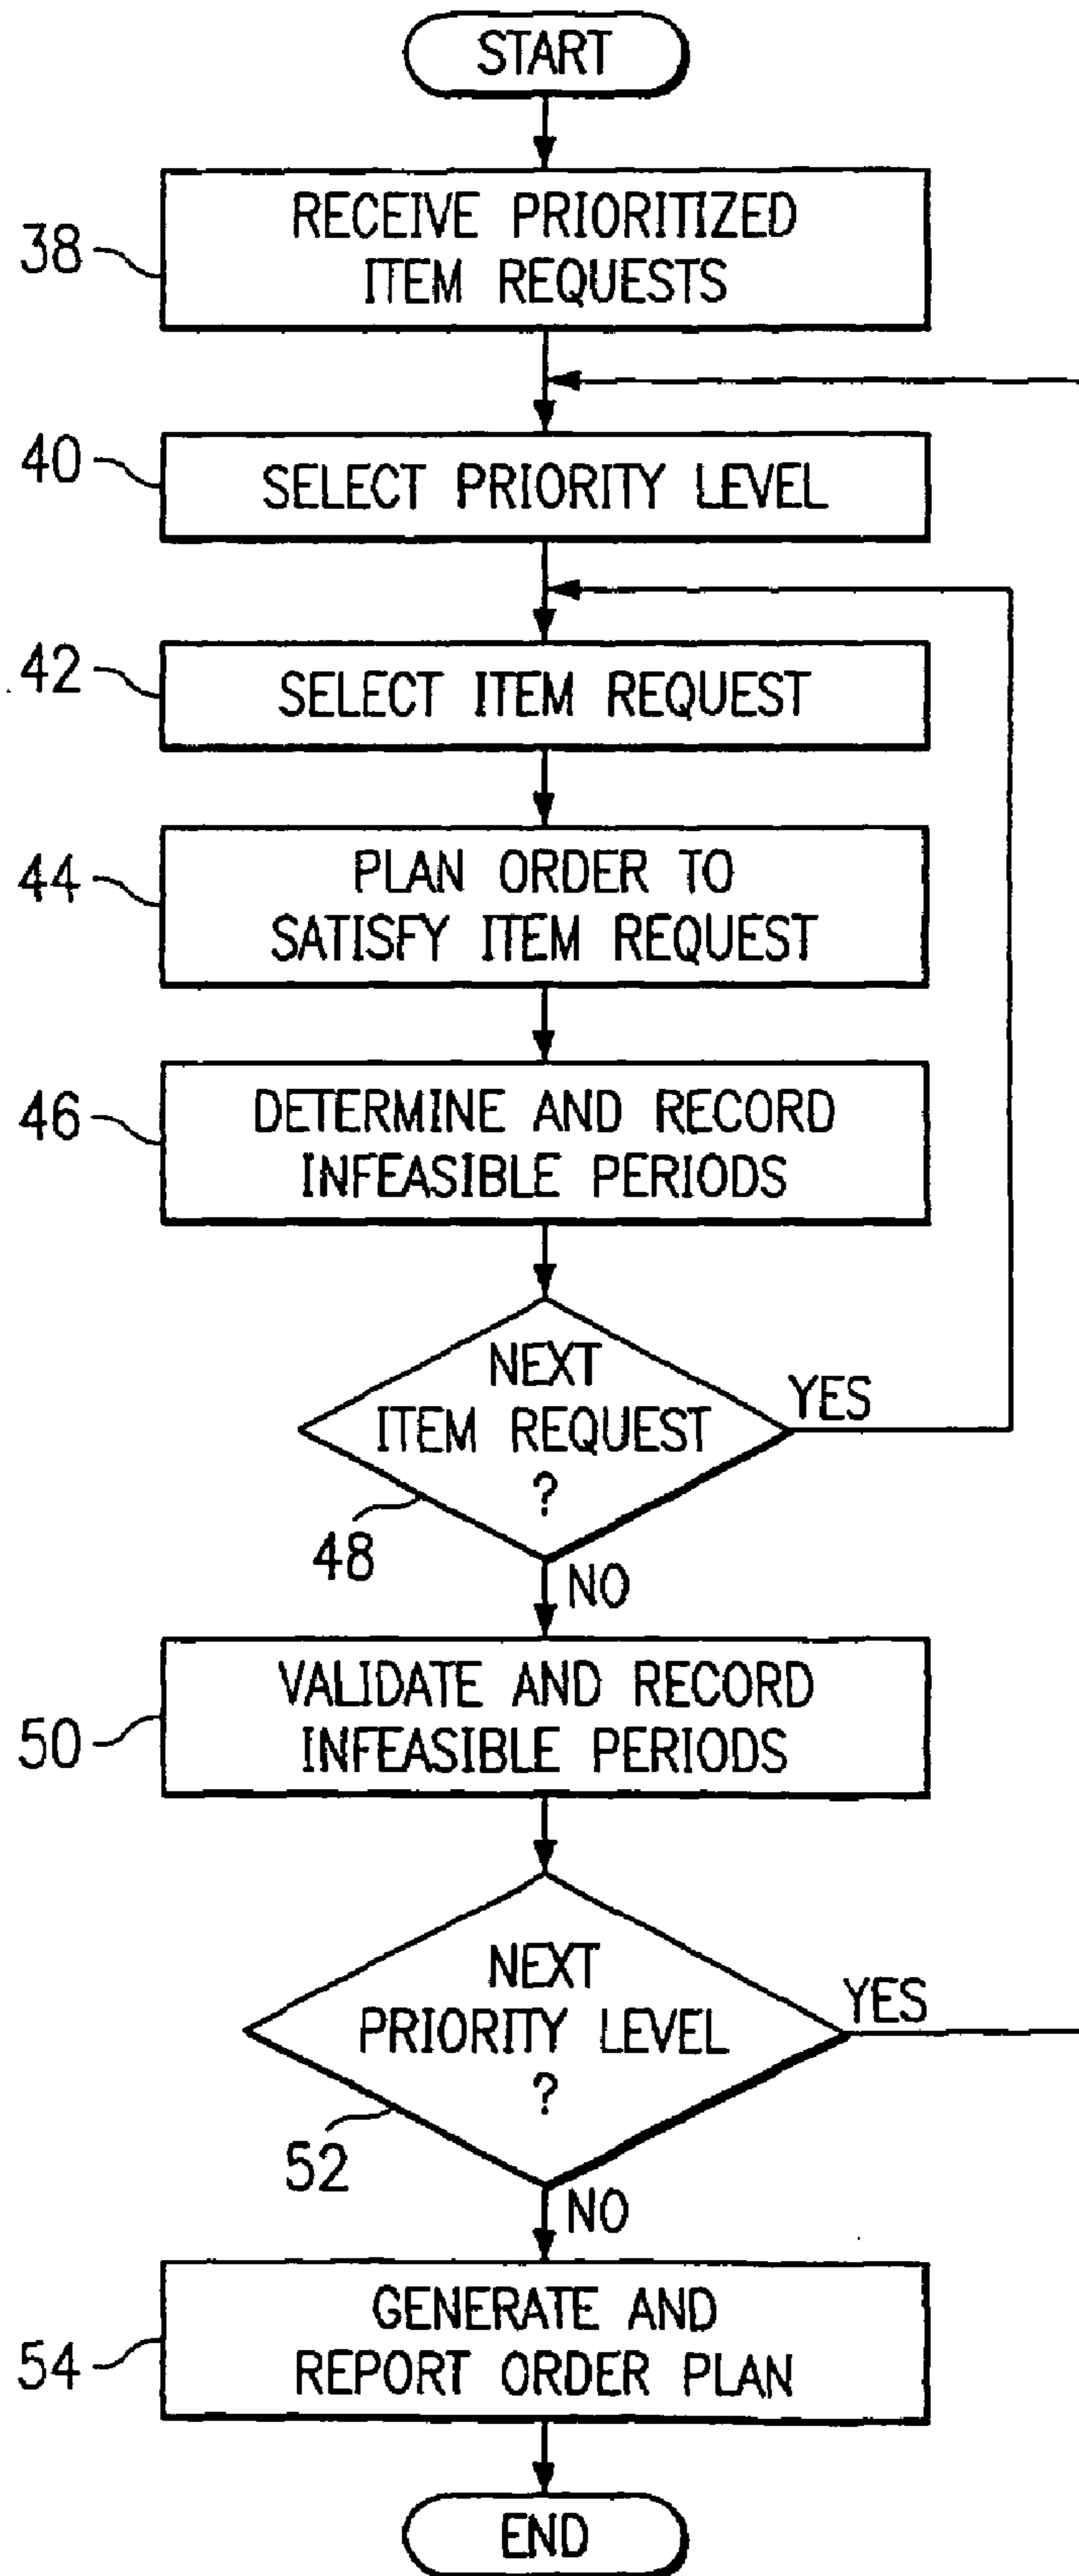 START
38
RECEIVE PRIORITIZED
ITEM REQUESTS
40
SELECT PRIORITY LEVEL
42
SELECT ITEM REQUEST
44
PLAN ORDER TO
SATISFY ITEM REQUEST
46
DETERMINE AND RECORD
INFEASIBLE PERIODS
NEXT
ITEM REQUEST
?
YES
48
NO
50
VALIDATE AND RECORD
INFEASIBLE PERIODS
NEXT
PRIORITY LEVEL
?
YES
52
NO
54
GENERATE AND
REPORT ORDER PLAN
END